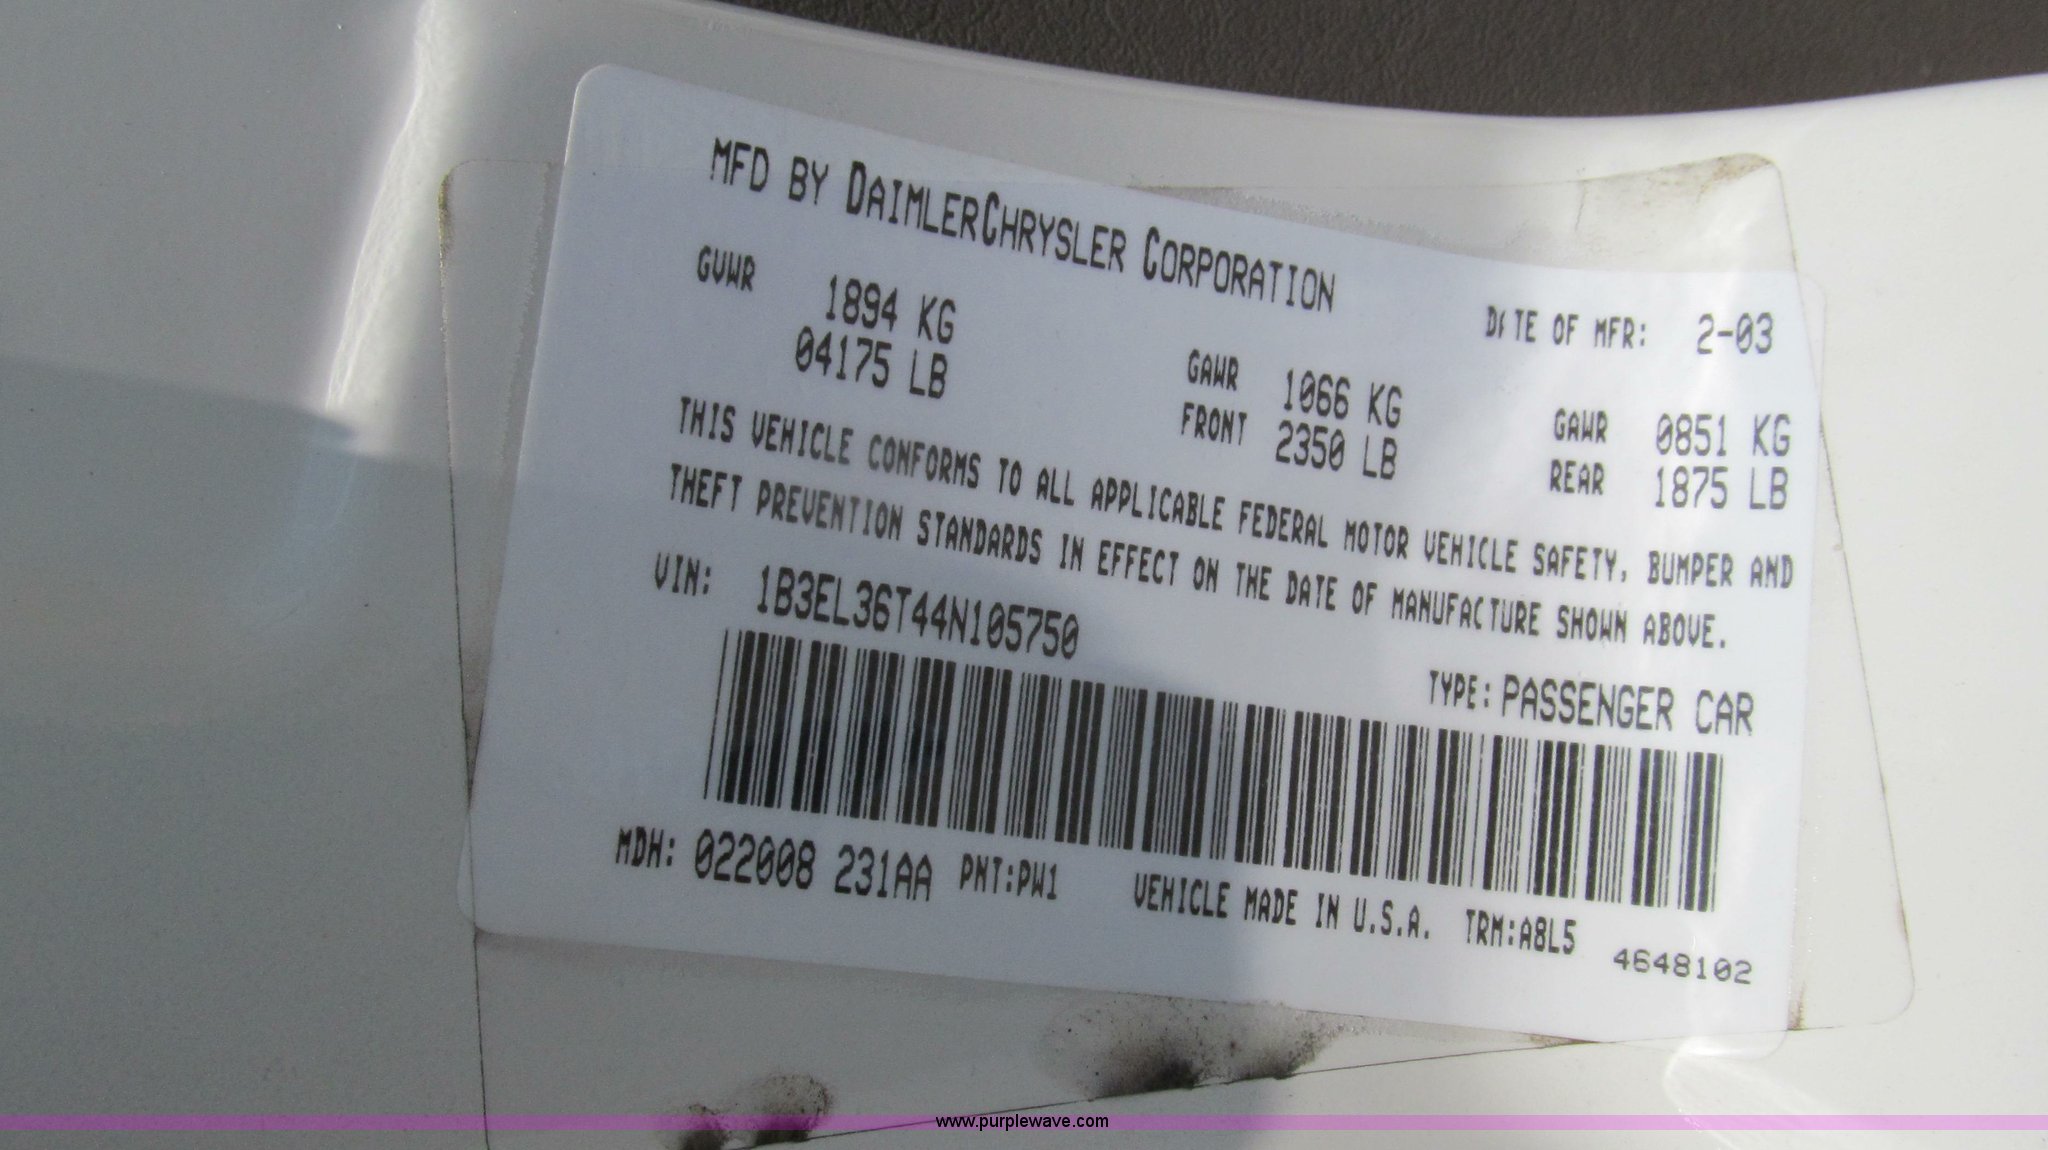 MFD BY DAIMLERCHRYSLER CORPORATION
DATE OF MFR: 2-03
GVWR 1894 KG
04175 LB
GAWR FRONT 1066 KG
2350 LB
GAWR REAR 0851 KG
1875 LB
THIS VEHICLE CONFORMS TO ALL APPLICABLE FEDERAL MOTOR VEHICLE SAFETY, BUMPER AND
THEFT PREVENTION STANDARDS IN EFFECT ON THE DATE OF MANUFACTURE SHOWN ABOVE.
VIN: 1B3EL36T44N105750
TYPE: PASSENGER CAR
MDH: 022008 231AA PNT:PW1 VEHICLE MADE IN U.S.A. TRM:A8L5
4648102
www.purplewave.com